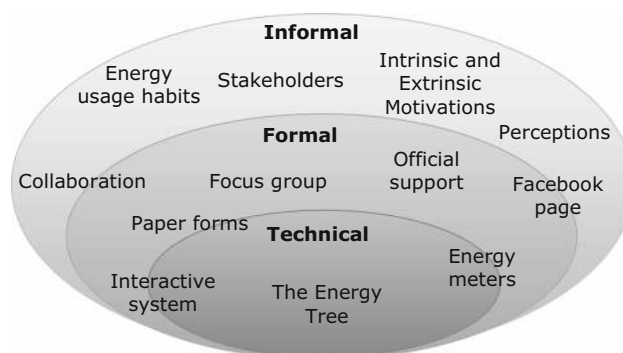 Informal
Energy
usage habits
Stakeholders
Intrinsic and
Extrinsic
Motivations
Perceptions
Formal
Collaboration
Focus group
Official
support
Facebook
page
Paper forms
Technical
Interactive
system
The Energy
Tree
Energy
meters